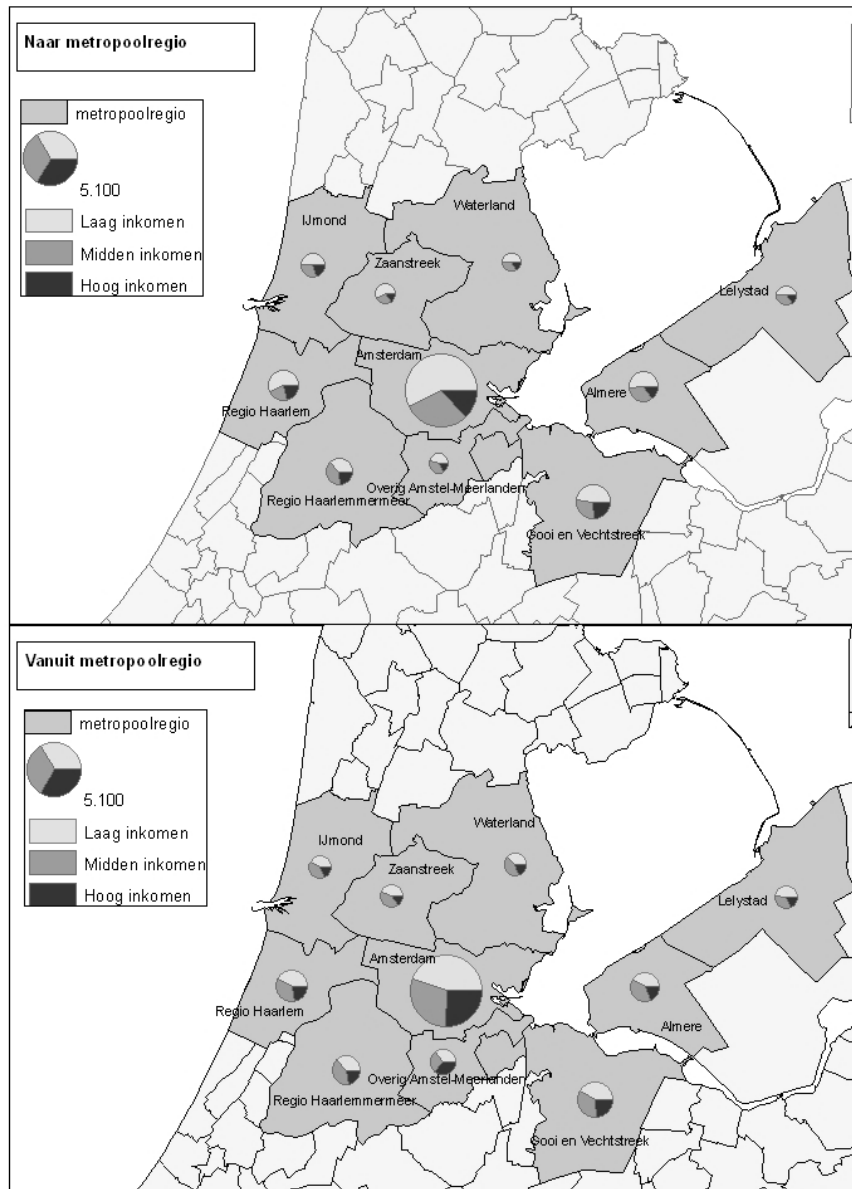 Naar metropoolregio
metropoolregio
5.100
Laag inkomen
Midden inkomen
Hoog inkomen
Waterland
IJmond
Zaanstreek
Lelystad
Amsterdam
Almere
Regio Haarlem
Overig Amstel-Meerlanden
Regio Haarlemmermeer
Gooi en Vechtstreek
Vanuit metropoolregio
metropoolregio
5.100
Laag inkomen
Midden inkomen
Hoog inkomen
Waterland
IJmond
Zaanstreek
Lelystad
Amsterdam
Regio Haarlem
Almere
Overig Amstel-Meerlanden
Regio Haarlemmermeer
Gooi en Vechtstreek